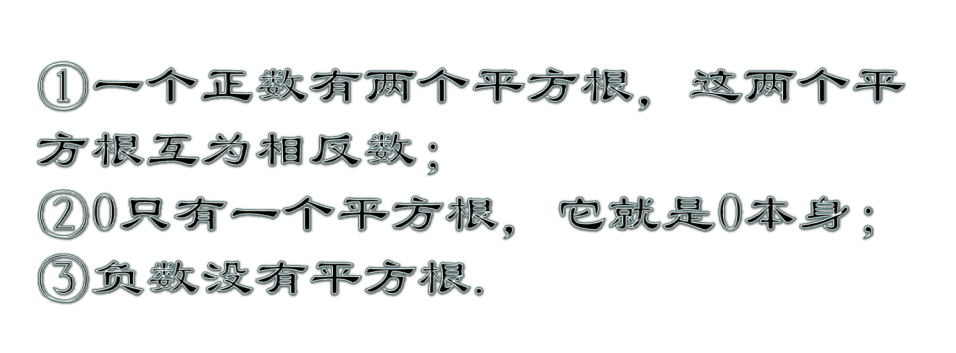 ①一个正数有两个平方根，这两个平
方根互为相反数；
②0只有一个平方根，它就是0本身；
③负数没有平方根.